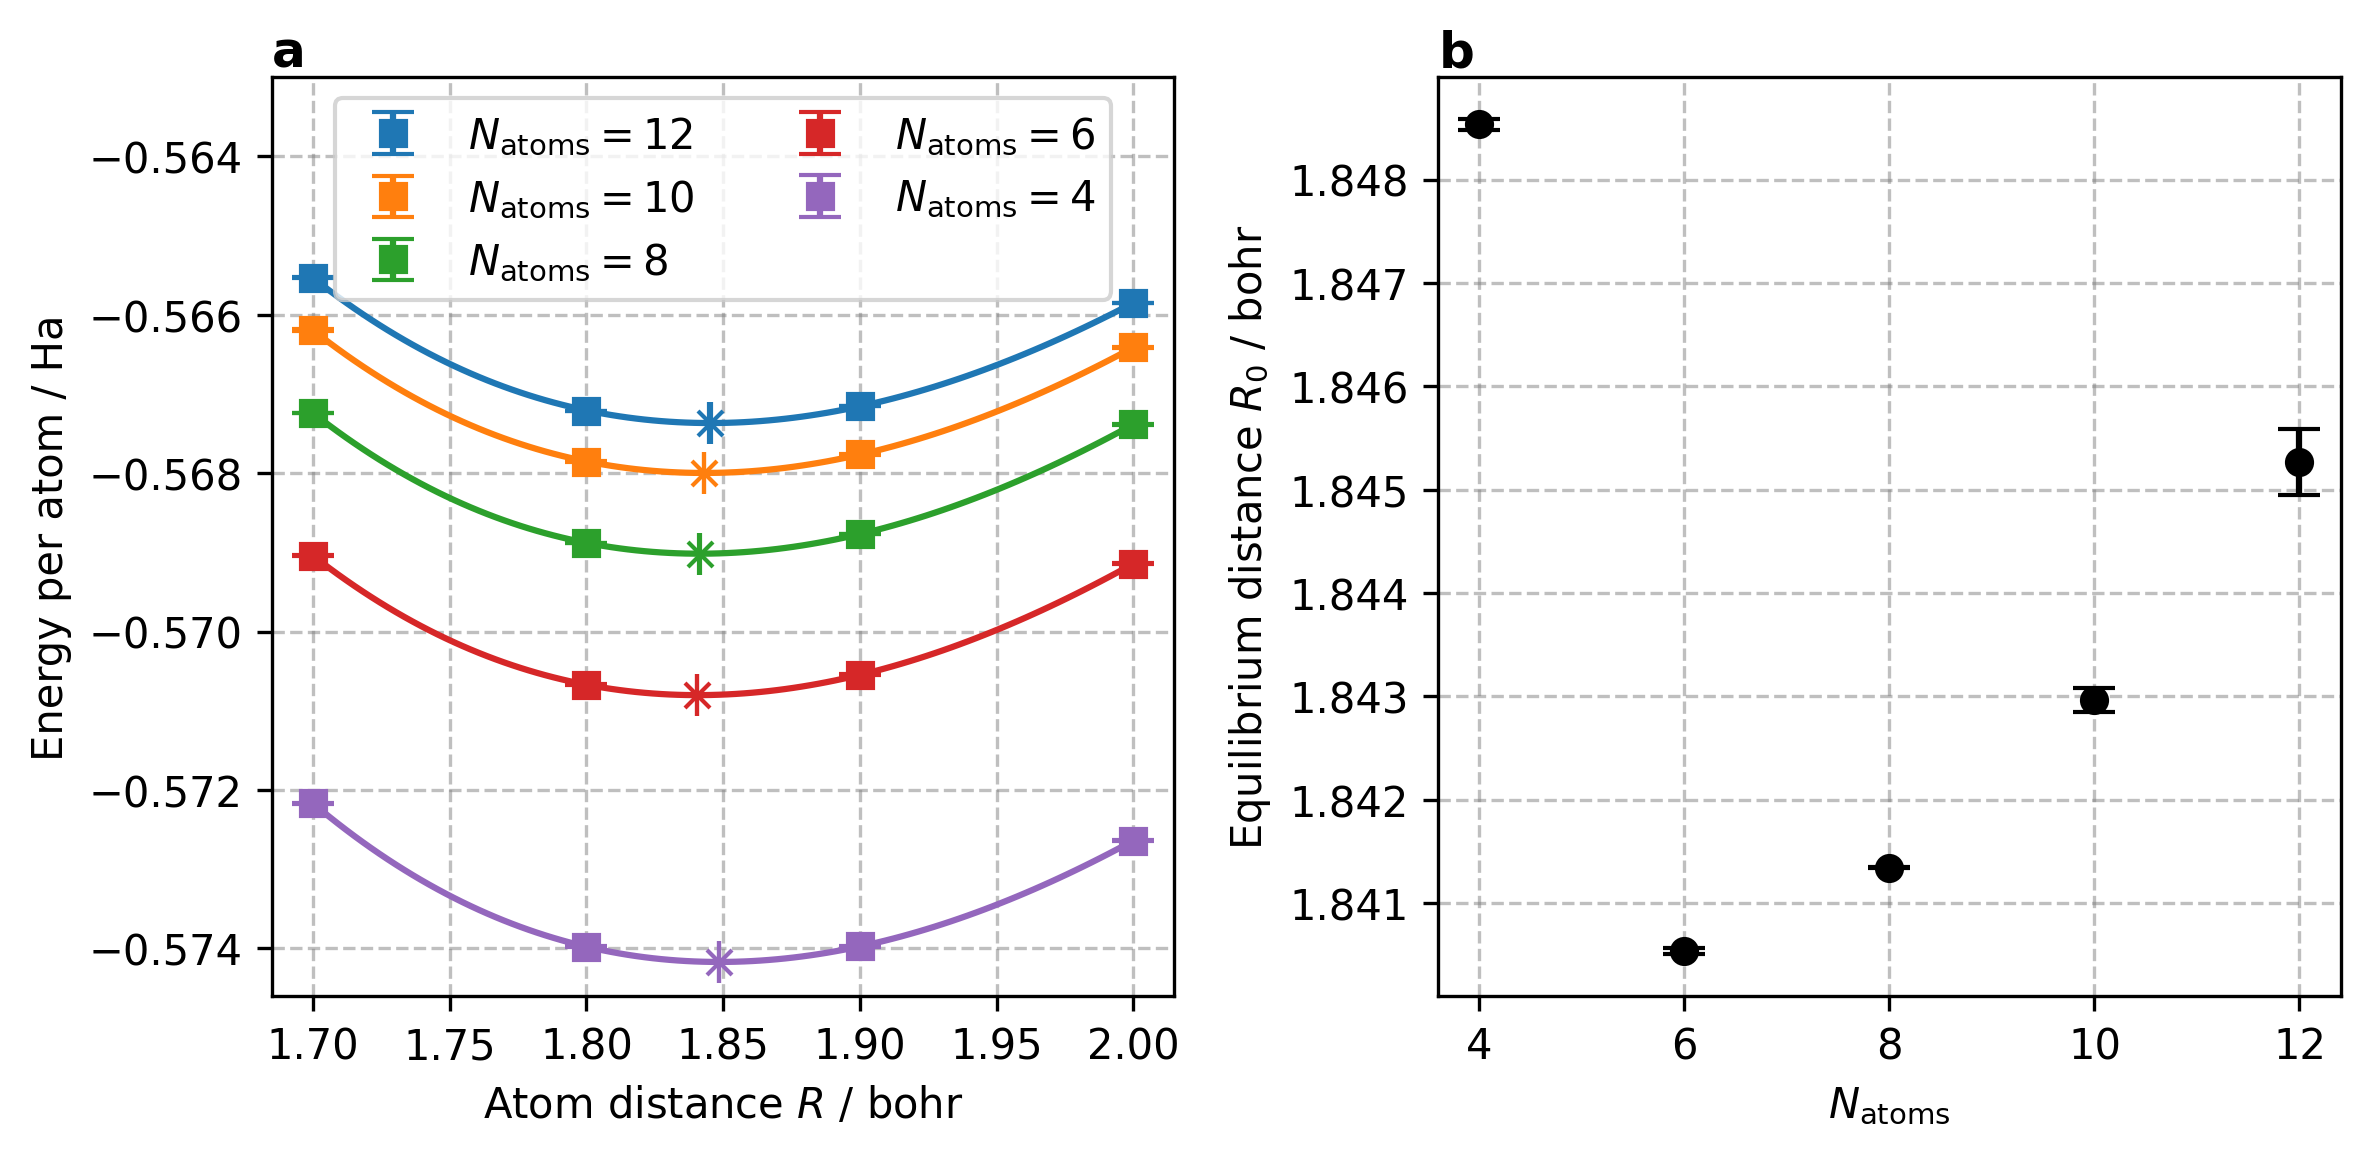 a
N_atoms = 12
N_atoms = 10
N_atoms = 8
N_atoms = 6
N_atoms = 4
−0.564
−0.566
−0.568
−0.570
−0.572
−0.574
Energy per atom / Ha
1.70 1.75 1.80 1.85 1.90 1.95 2.00
Atom distance R / bohr
b
1.848
1.847
1.846
1.845
1.844
1.843
1.842
1.841
Equilibrium distance R_0 / bohr
4 6 8 10 12
N_atoms